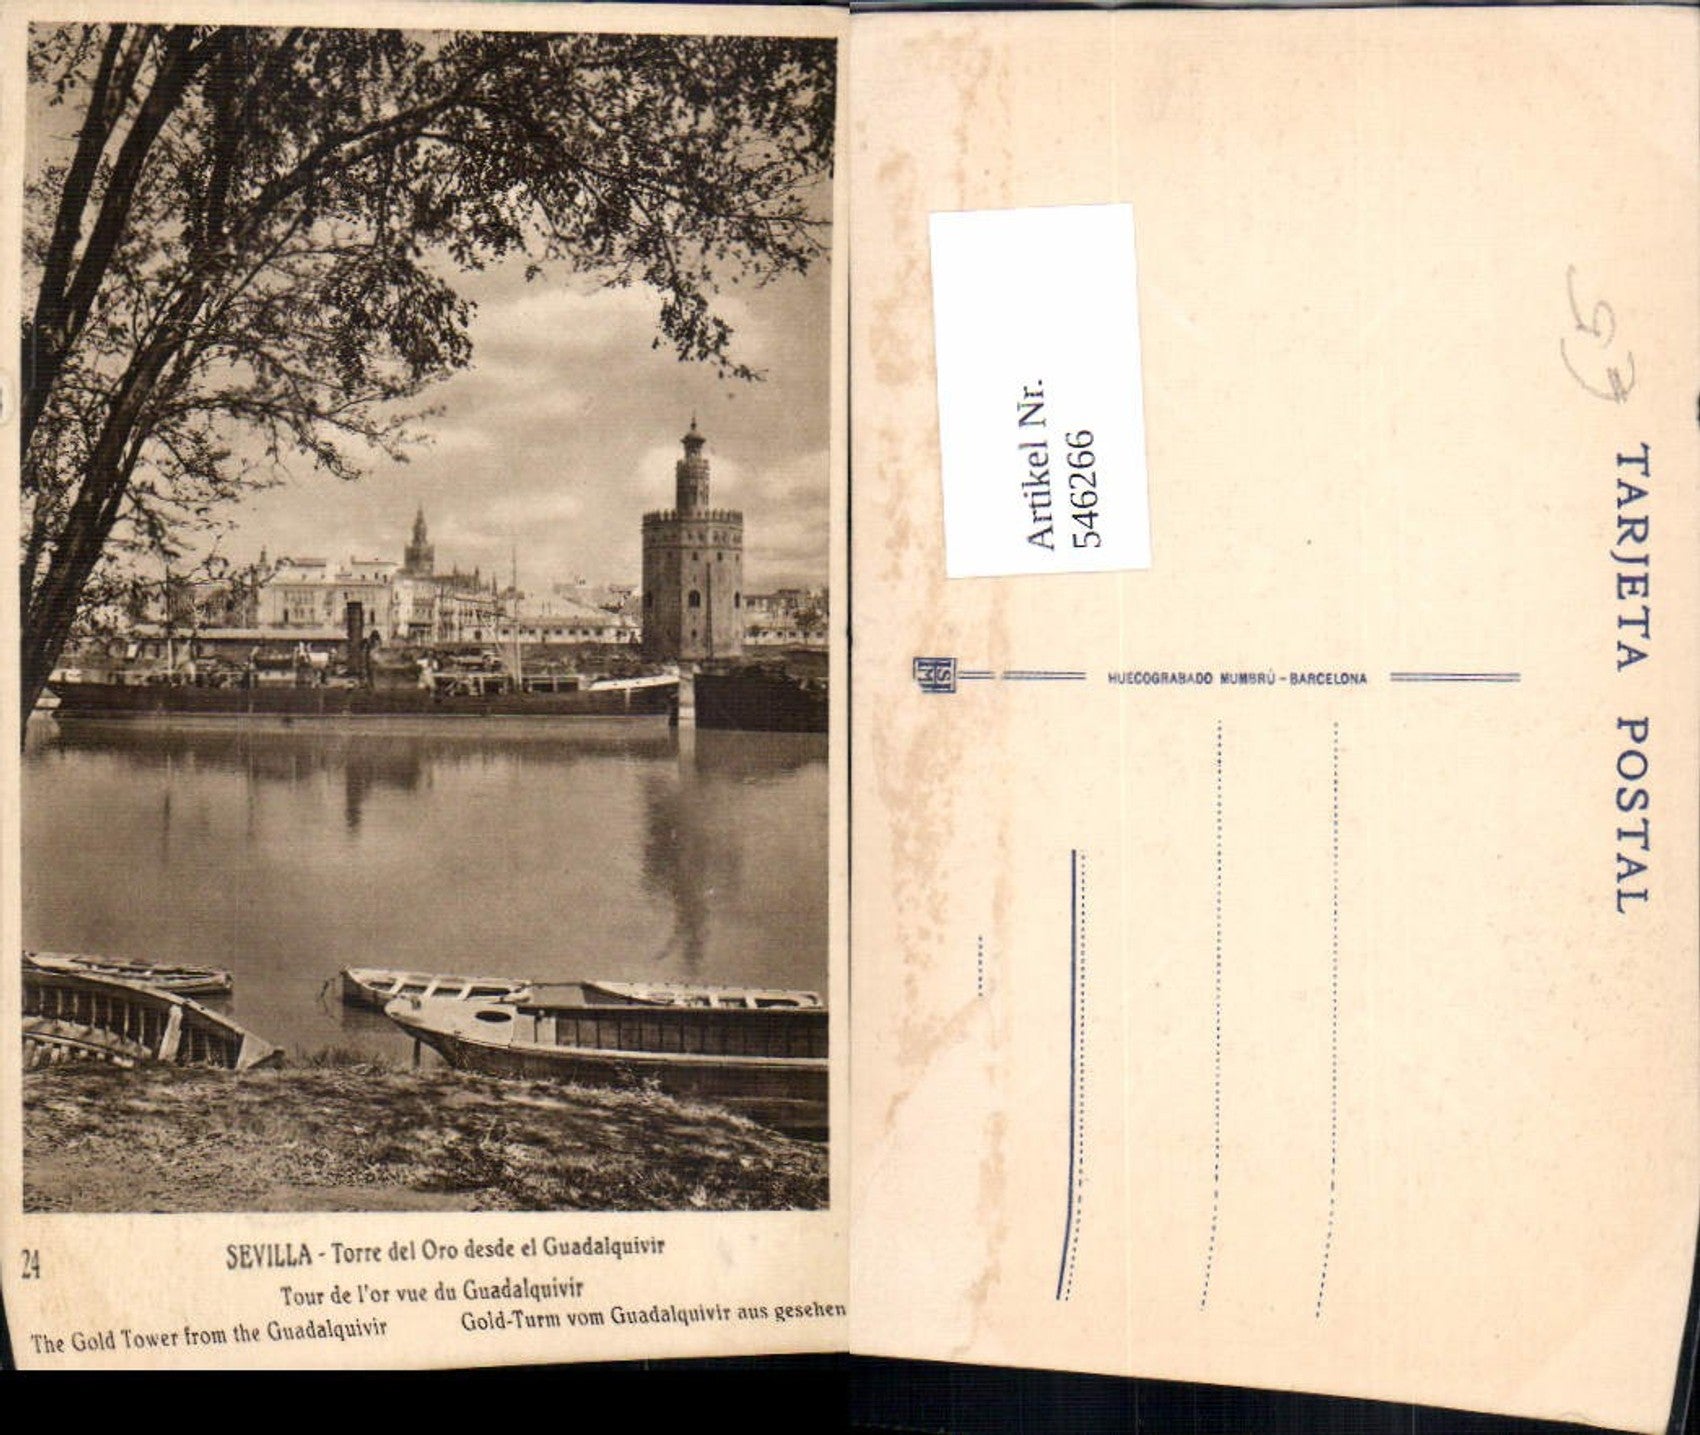 24
SEVILLA - Torre del Oro desde el Guadalquivir
Tour de l'or vue du Guadalquivir
The Gold Tower from the Guadalquivir
Gold-Turm vom Guadalquivir aus gesehen
Artikel Nr.
546266
HUECOGRABADO MUMBRÚ - BARCELONA
TARJETA POSTAL